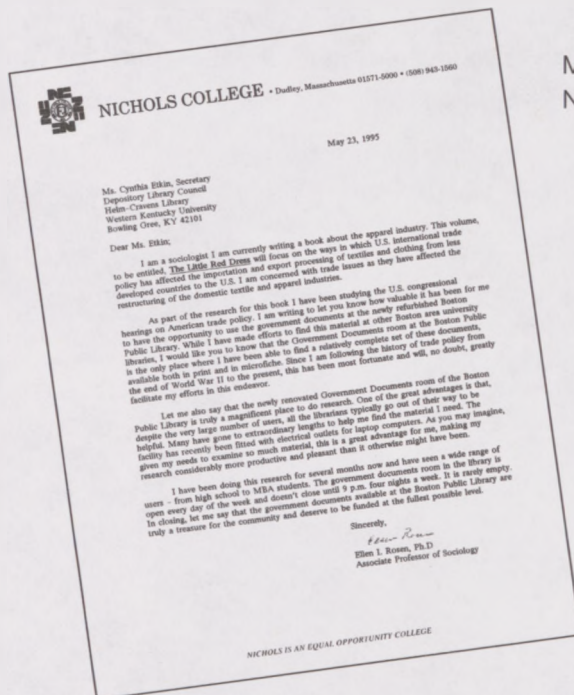 NICHOLS COLLEGE • Dudley, Massachusetts 01571-5000 • (508) 943-1560
May 23, 1995
Ms. Cynthia Etkin, Secretary
Depository Library Council
Helm-Cravens Library
Western Kentucky University
Bowling Gree, KY 42101
Dear Ms. Etkin;
I am a sociologist I am currently writing a book about the apparel industry. This volume,
to be entitled, The Little Red Dress will focus on the ways in which U.S. international trade
policy has affected the importation and export processing of textiles and clothing from less
developed countries to the U.S. I am concerned with trade issues as they have affected the
restructuring of the domestic textile and apparel industries.
As part of the research for this book I have been studying the U.S. congressional
hearings on American trade policy. I am writing to let you know how valuable it has been for me
to have the opportunity to use the government documents at the newly refurbished Boston
Public Library. While I have made efforts to find this material at other Boston area university
libraries, I would like you to know that the Government Documents room at the Boston Public
is the only place where I have been able to find a relatively complete set of these documents,
available both in print and in microfiche. Since I am following the history of trade policy from
the end of World War II to the present, this has been most fortunate and will, no doubt, greatly
facilitate my efforts in this endeavor.
Let me also say that the newly renovated Government Documents room of the Boston
Public Library is truly a magnificent place to do research. One of the great advantages is that,
despite the very large number of users, all the librarians typically go out of their way to be
helpful. Many have gone to extraordinary lengths to help me find the material I need. The
facility has recently been fitted with electrical outlets for laptop computers. As you may imagine,
given my needs to examine so much material, this is a great advantage for me, making my
research considerably more productive and pleasant than it otherwise might have been.
I have been doing this research for several months now and have seen a wide range of
users - from high school to MBA students. The government documents room in the library is
open every day of the week and doesn't close until 9 p.m. four nights a week. It is rarely empty.
In closing, let me say that the government documents available at the Boston Public Library are
truly a treasure for the community and deserve to be funded at the fullest possible level.
Sincerely,
Ellen Rosen
Ellen I. Rosen, Ph.D
Associate Professor of Sociology
NICHOLS IS AN EQUAL OPPORTUNITY COLLEGE